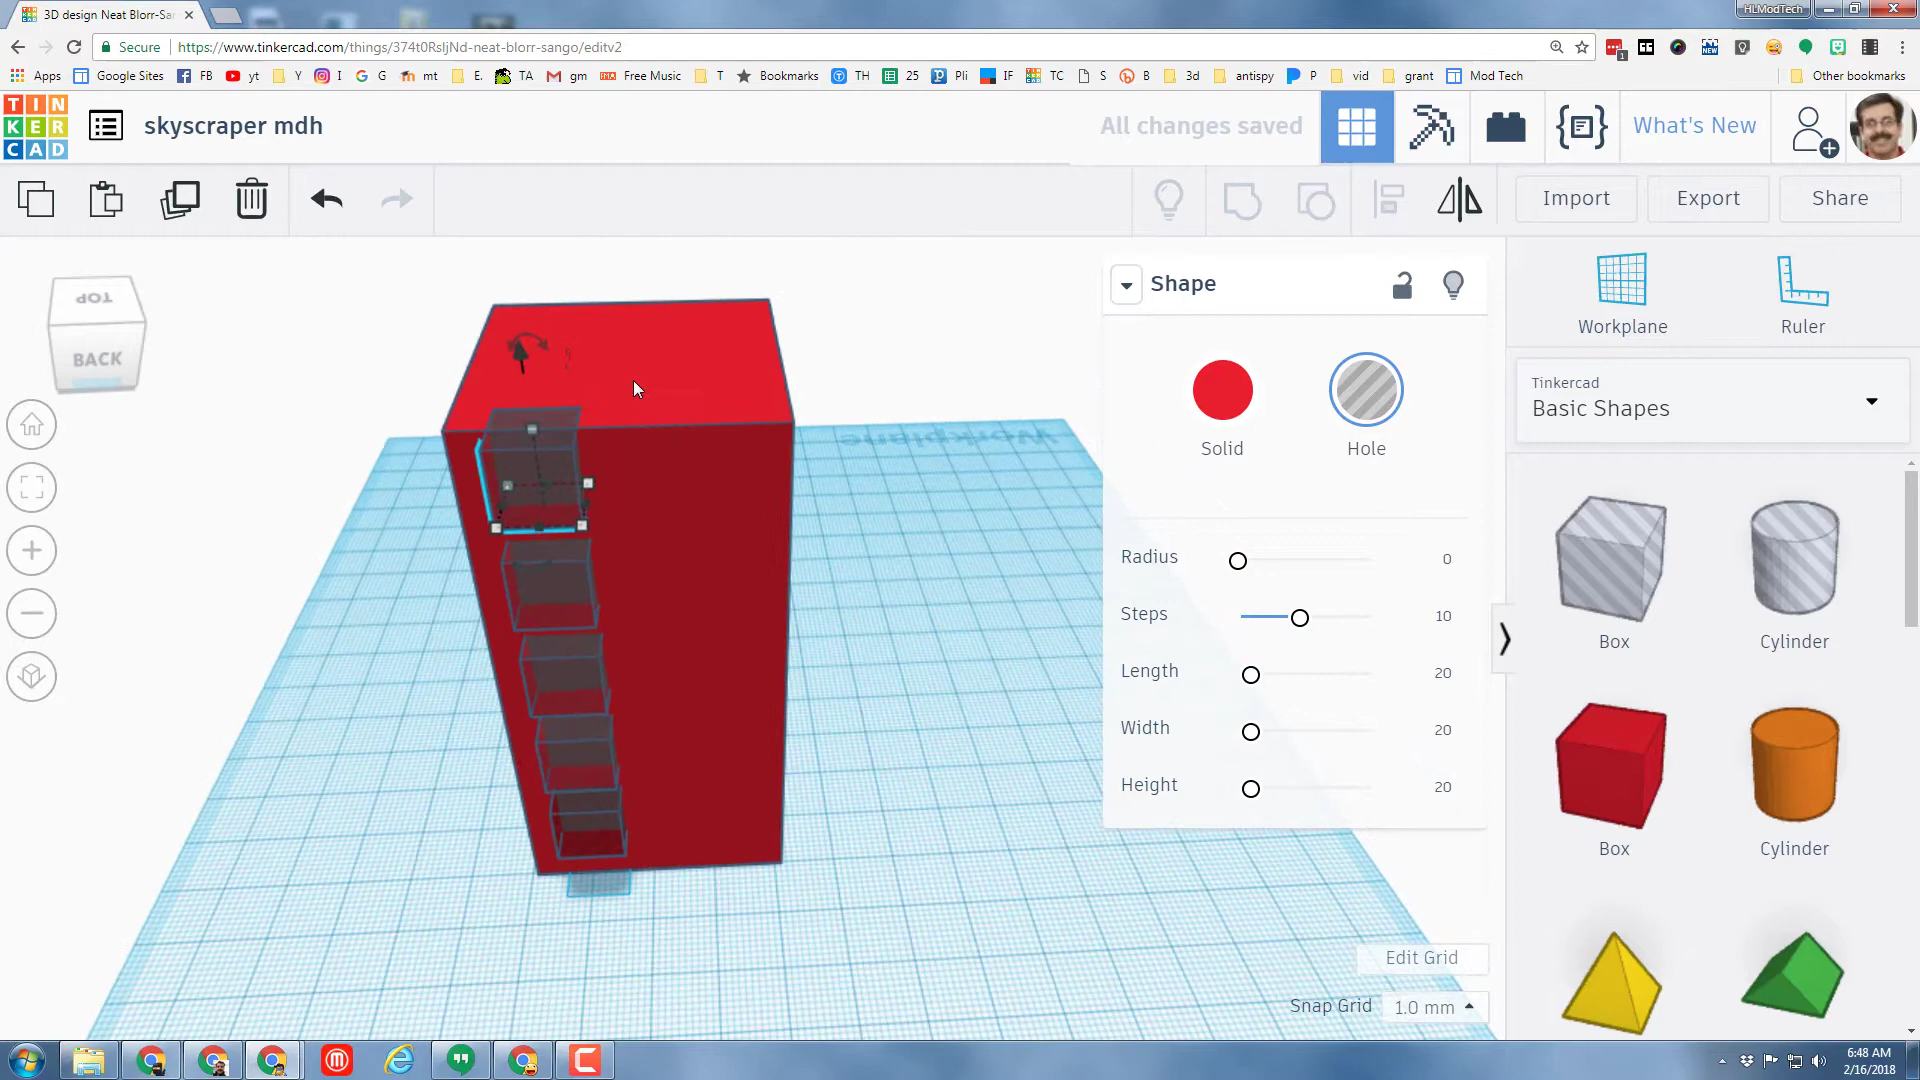 3D design Neat Blorr-Sa
HLModTech
Secure
https://www.tinkercad.com/things/374t0RsljNd-neat-blorr-sango/editv2
1
Apps
Google Sites
FB
yt
Y
I
G
mt
E.
TA
gm
Free Music
T
Bookmarks
TH
25
Pli
IF
TC
S
B
3d
antispy
P
vid
grant
Mod Tech
Other bookmarks
TIN
KER
CAD
skyscraper mdh
All changes saved
What's New
Import
Export
Share
TOP
BACK
Workplane
Shape
Solid
Hole
Radius
0
Steps
10
Length
20
Width
20
Height
20
Edit Grid
Snap Grid
1.0 mm
Workplane
Ruler
Tinkercad
Basic Shapes
Box
Cylinder
Box
Cylinder
6:48 AM
2/16/2018